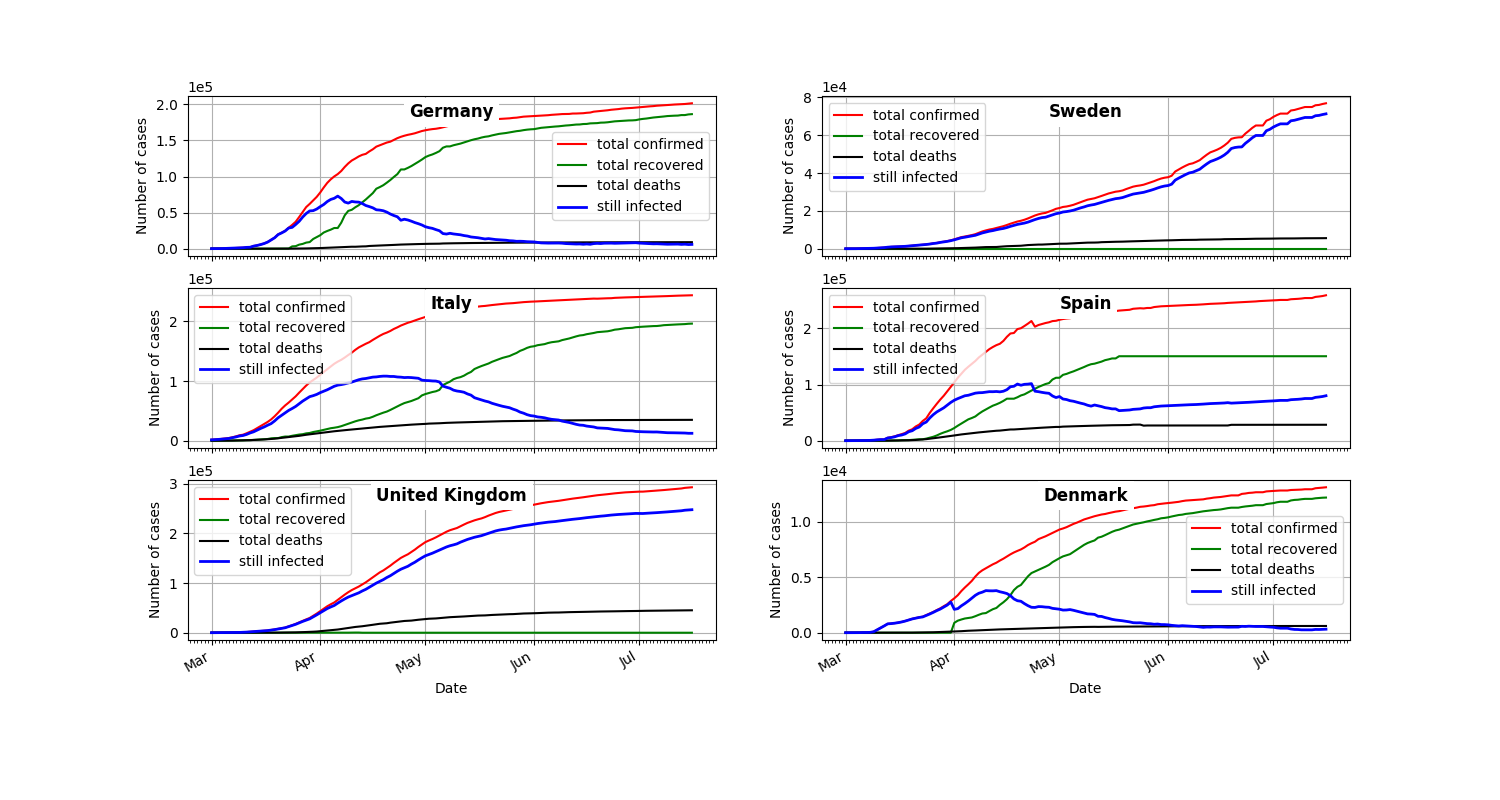 1e5
Germany
Number of cases
2.0
1.5
1.0
0.5
0.0
total confirmed
total recovered
total deaths
still infected
1e4
Sweden
Number of cases
8
6
4
2
0
total confirmed
total recovered
total deaths
still infected
1e5
Italy
Number of cases
2
1
0
total confirmed
total recovered
total deaths
still infected
1e5
Spain
Number of cases
2
1
0
total confirmed
total recovered
total deaths
still infected
1e5
United Kingdom
Number of cases
3
2
1
0
total confirmed
total recovered
total deaths
still infected
Mar Apr May Jun Jul
Date
1e4
Denmark
Number of cases
1.0
0.5
0.0
total confirmed
total recovered
total deaths
still infected
Mar Apr May Jun Jul
Date